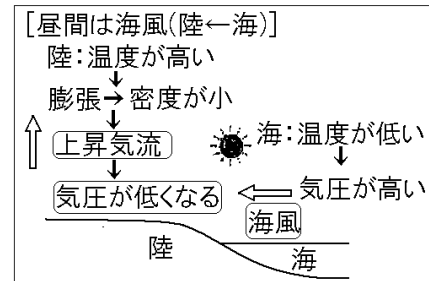 [昼間は海風(陸←海)]
陸:温度が高い
↓
膨張→密度が小
↓
上昇気流
↓
気圧が低くなる
海:温度が低い
↓
気圧が高い
海風
陸
海